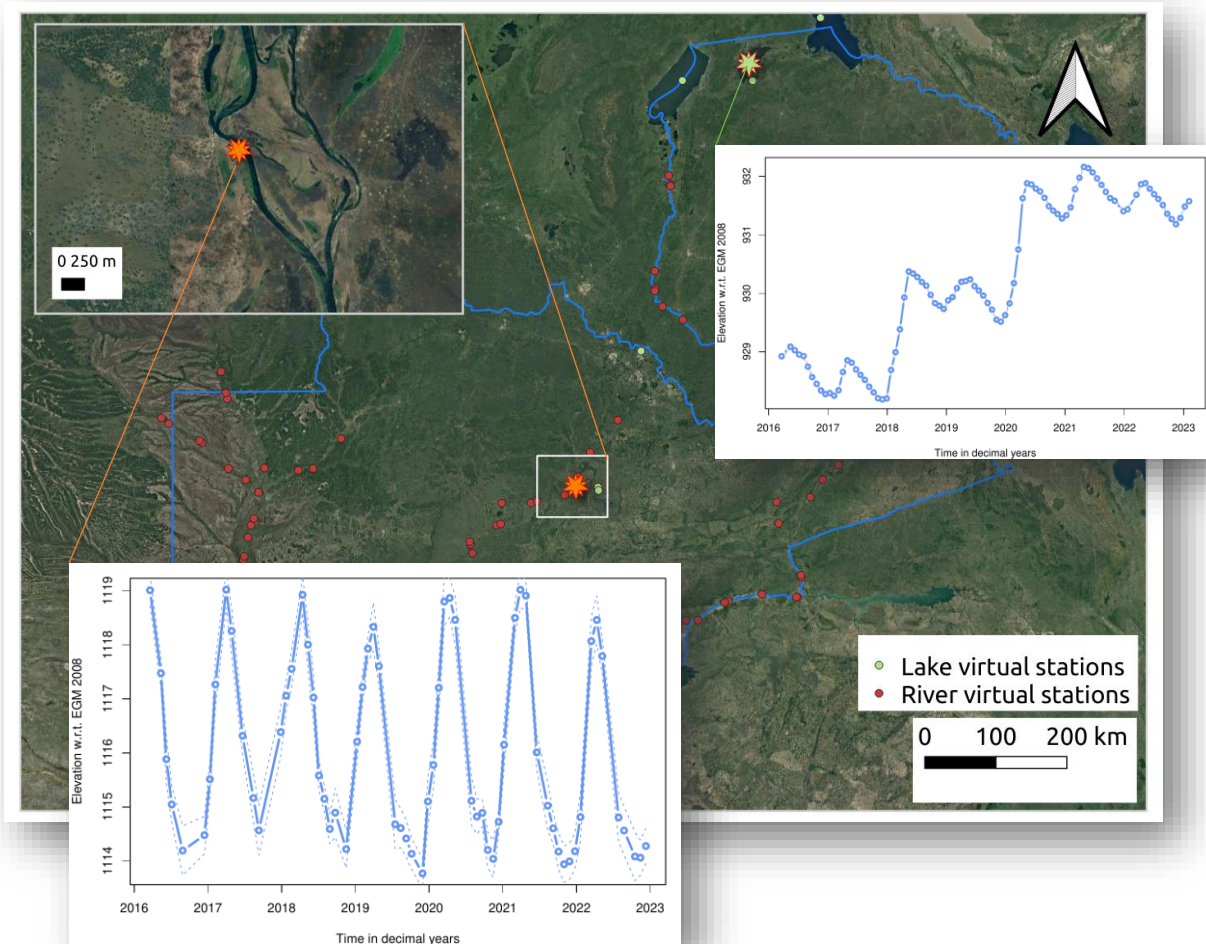 0 250 m
Elevation w.r.t. EGM 2008
932
931
930
929
2016 2017 2018 2019 2020 2021 2022 2023
Time in decimal years
Elevation w.r.t. EGM 2008
1119
1118
1117
1116
1115
1114
2016 2017 2018 2019 2020 2021 2022 2023
Time in decimal years
Lake virtual stations
River virtual stations
0 100 200 km